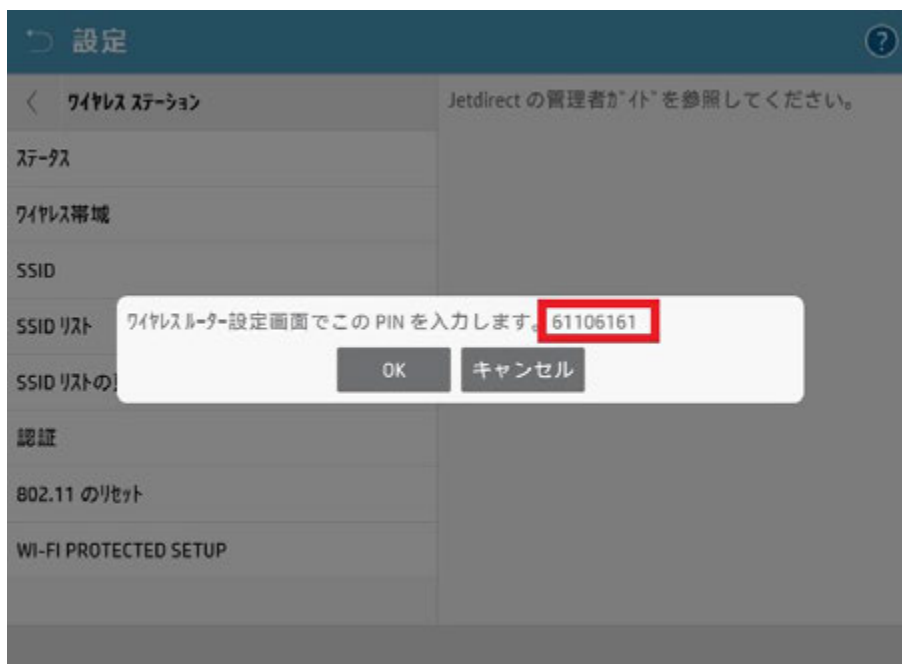 設定
?
ﾜｲﾔﾚｽ ｽﾃｰｼｮﾝ
Jetdirect の管理者ｶﾞｲﾄﾞを参照してください。
ｽﾃｰﾀｽ
ﾜｲﾔﾚｽ帯域
SSID
SSID ﾘｽﾄ
ﾜｲﾔﾚｽ ﾙｰﾀｰ設定画面でこの PIN を入力します。 61106161
OK キャンセル
SSID ﾘｽﾄの
認証
802.11 のﾘｾｯﾄ
WI-FI PROTECTED SETUP